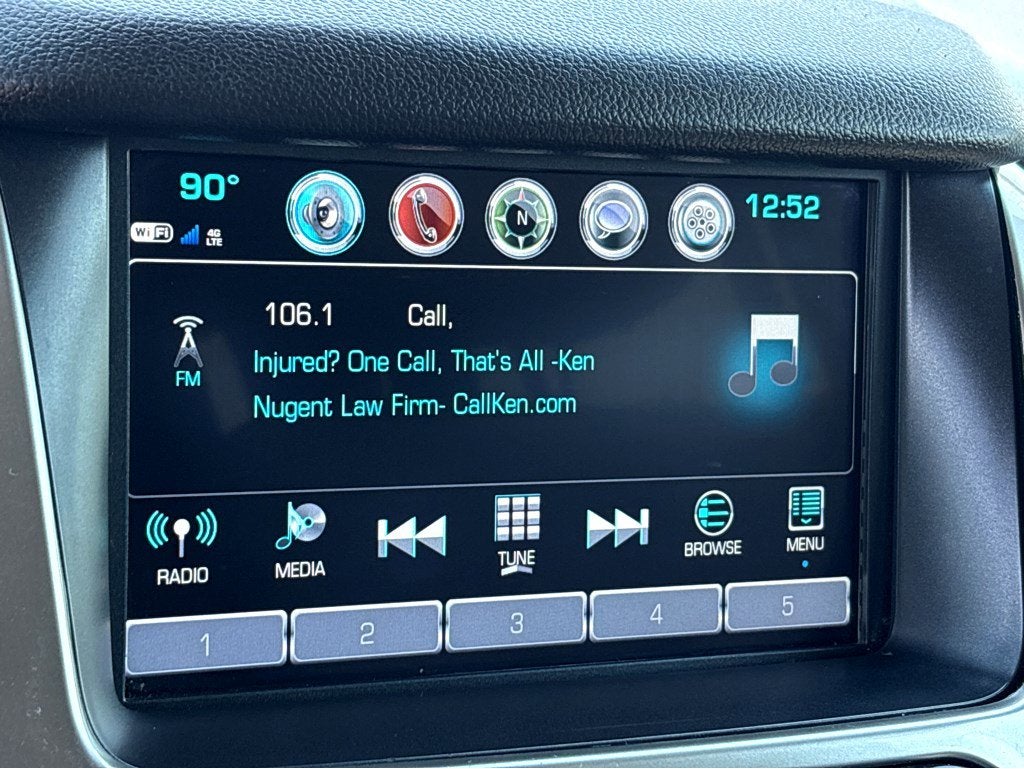 90°
12:52
WiFi
4G
LTE
N
106.1 Call,
Injured? One Call, That's All -Ken
FM
Nugent Law Firm- CallKen.com
RADIO
MEDIA
TUNE
BROWSE
MENU
1
2
3
4
5